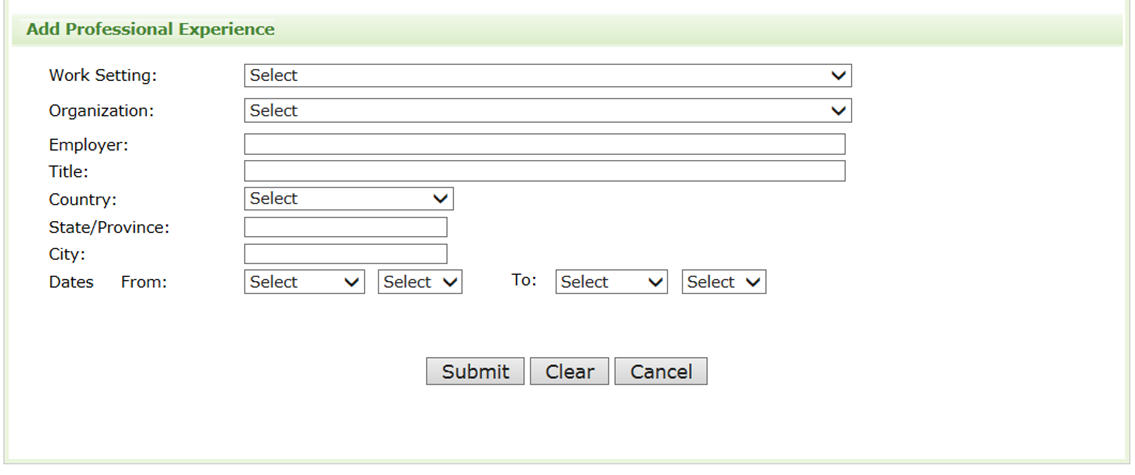 Add Professional Experience
Work Setting: Select
Organization: Select
Employer:
Title:
Country: Select
State/Province:
City:
Dates From: Select Select To: Select Select
Submit Clear Cancel